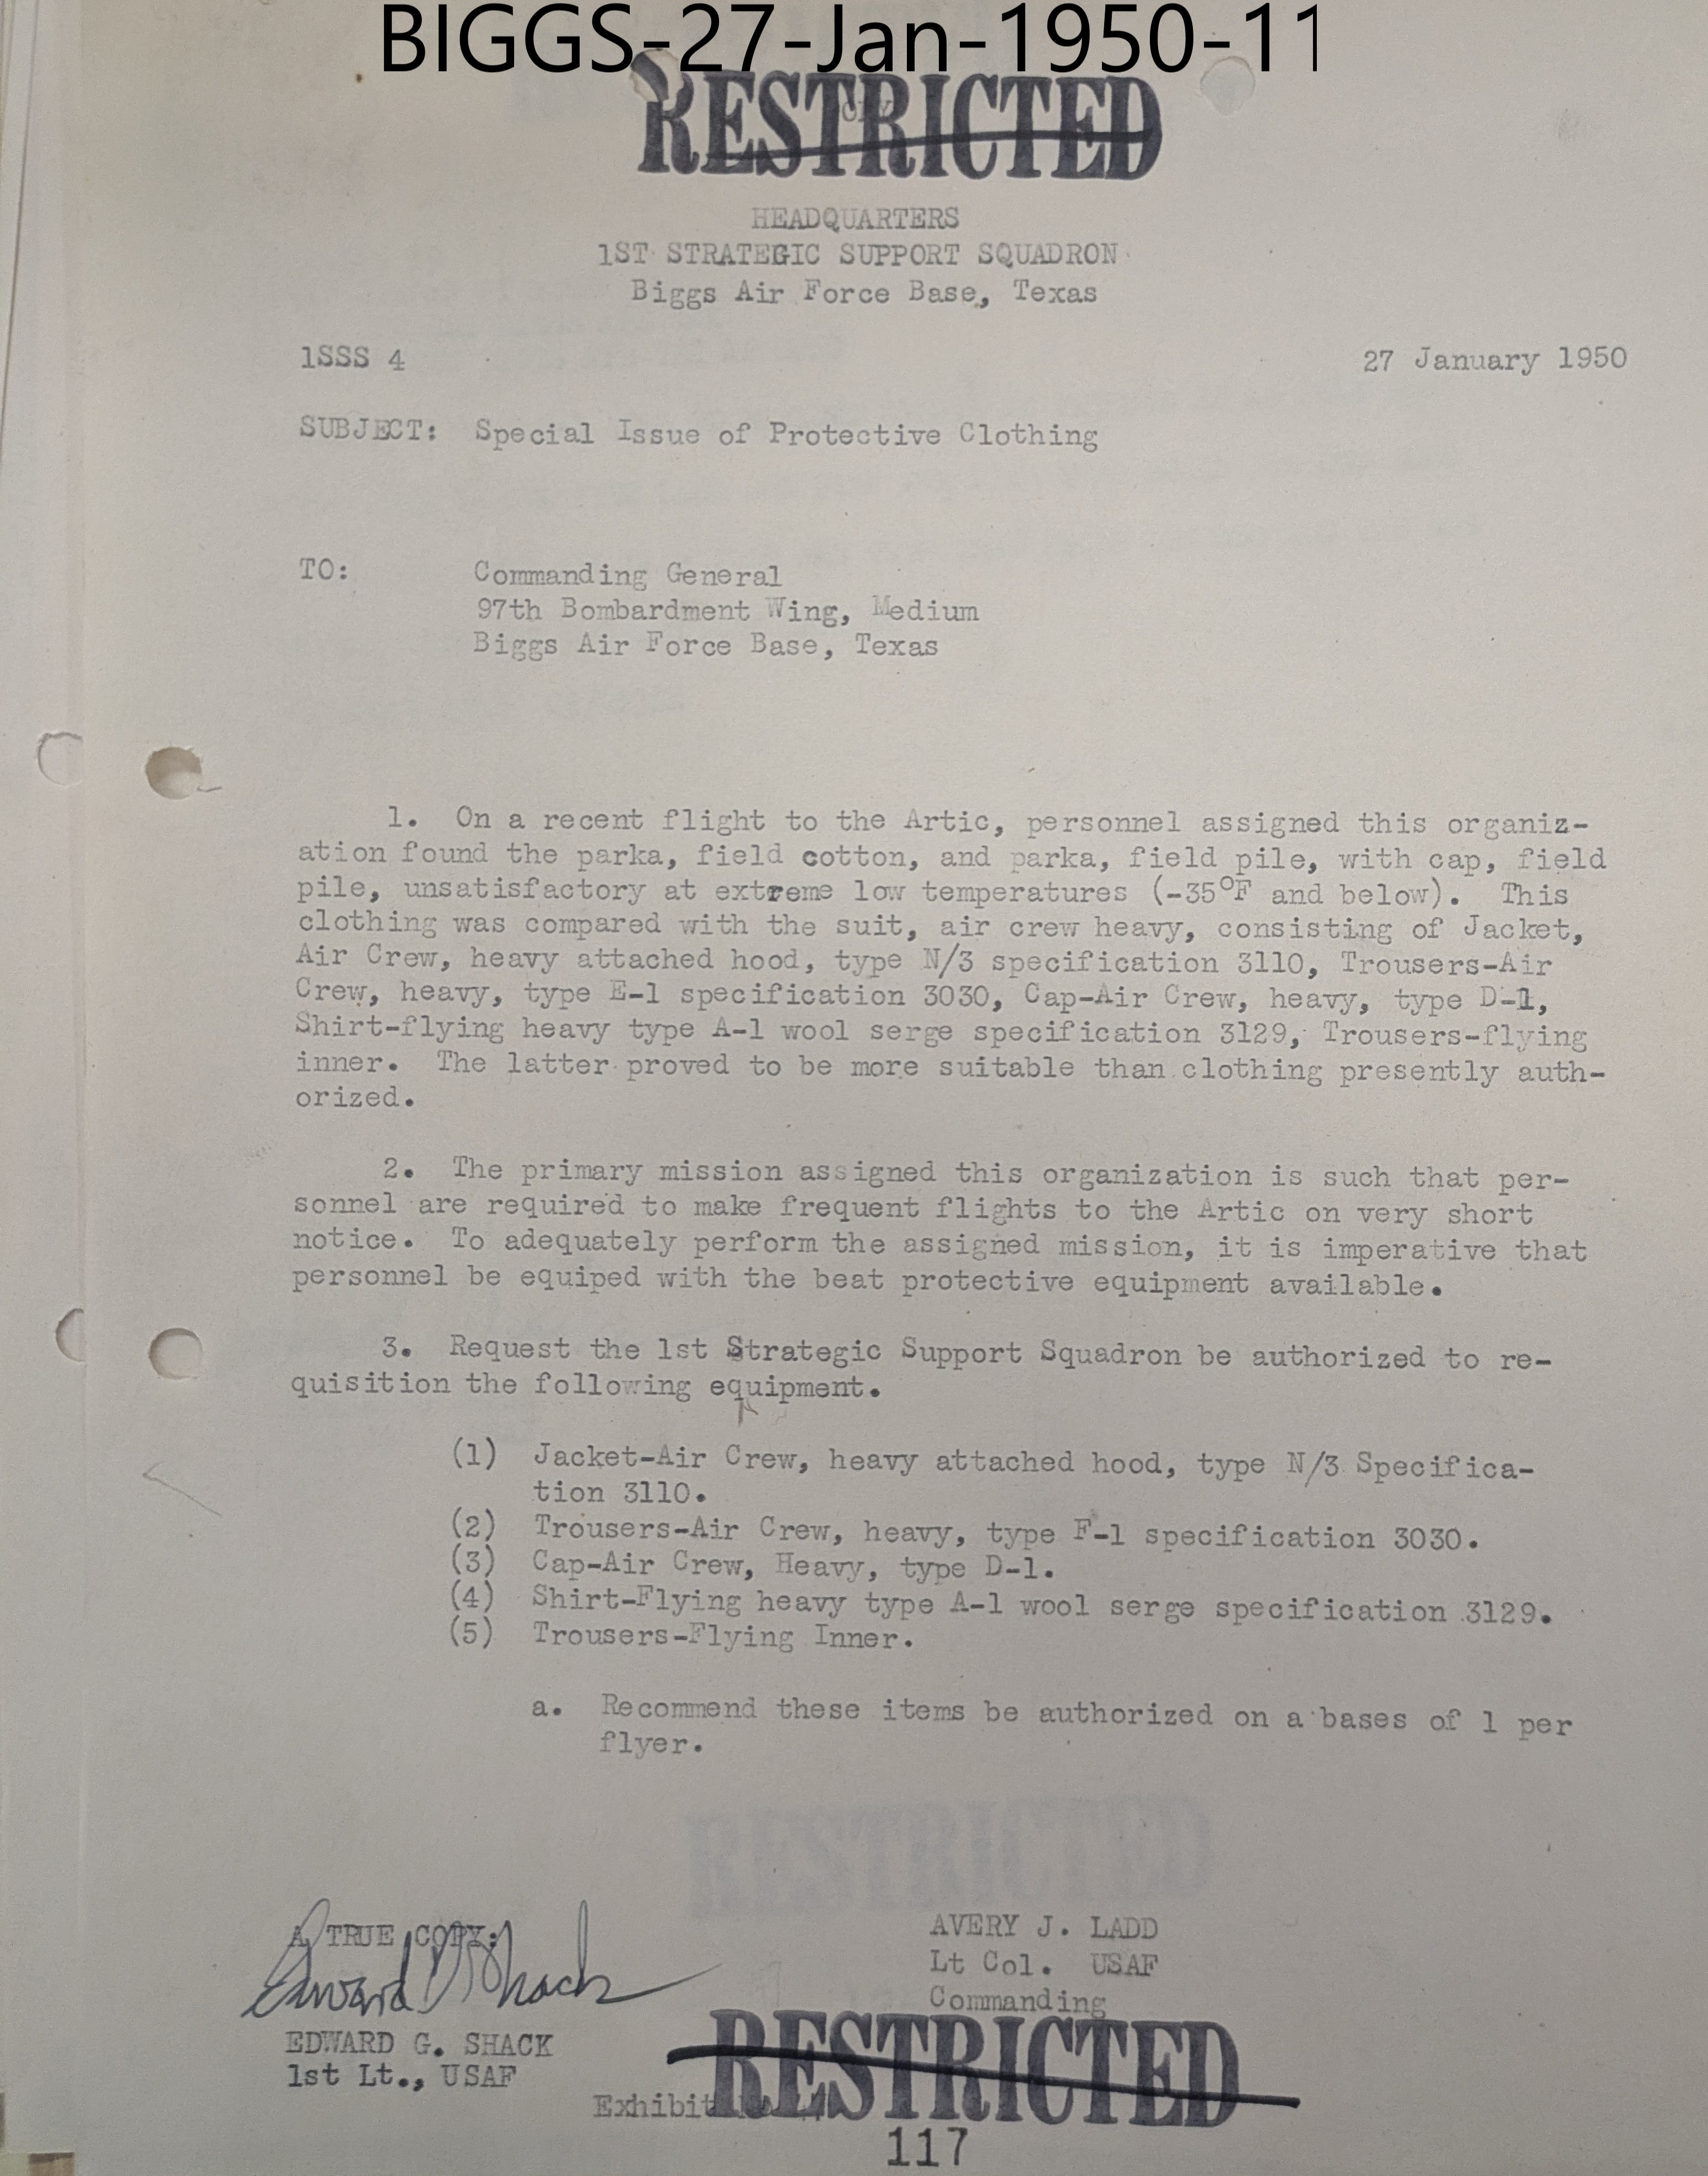 BIGGS-27-Jan-1950-11
RESTRICTED
HEADQUARTERS
1ST STRATEGIC SUPPORT SQUADRON
Biggs Air Force Base, Texas
1SSS 4 27 January 1950
SUBJECT: Special Issue of Protective Clothing
TO: Commanding General
97th Bombardment Wing, Medium
Biggs Air Force Base, Texas
1. On a recent flight to the Artic, personnel assigned this organiz-
ation found the parka, field cotton, and parka, field pile, with cap, field
pile, unsatisfactory at extreme low temperatures (-35°F and below). This
clothing was compared with the suit, air crew heavy, consisting of Jacket,
Air Crew, heavy attached hood, type N/3 specification 3110, Trousers-Air
Crew, heavy, type E-1 specification 3030, Cap-Air Crew, heavy, type D-1,
Shirt-flying heavy type A-1 wool serge specification 3129, Trousers-flying
inner. The latter proved to be more suitable than clothing presently auth-
orized.
2. The primary mission assigned this organization is such that per-
sonnel are required to make frequent flights to the Artic on very short
notice. To adequately perform the assigned mission, it is imperative that
personnel be equiped with the beat protective equipment available.
3. Request the 1st Strategic Support Squadron be authorized to re-
quisition the following equipment.
(1) Jacket-Air Crew, heavy attached hood, type N/3 Specifica-
tion 3110.
(2) Trousers-Air Crew, heavy, type F-1 specification 3030.
(3) Cap-Air Crew, Heavy, type D-1.
(4) Shirt-Flying heavy type A-1 wool serge specification 3129.
(5) Trousers-Flying Inner.
a. Recommend these items be authorized on a bases of 1 per
flyer.
RESTRICTED
A TRUE COPY: AVERY J. LADD
Edward G Shack Lt Col. USAF
Commanding
EDWARD G. SHACK
1st Lt., USAF
RESTRICTED
Exhibit
117